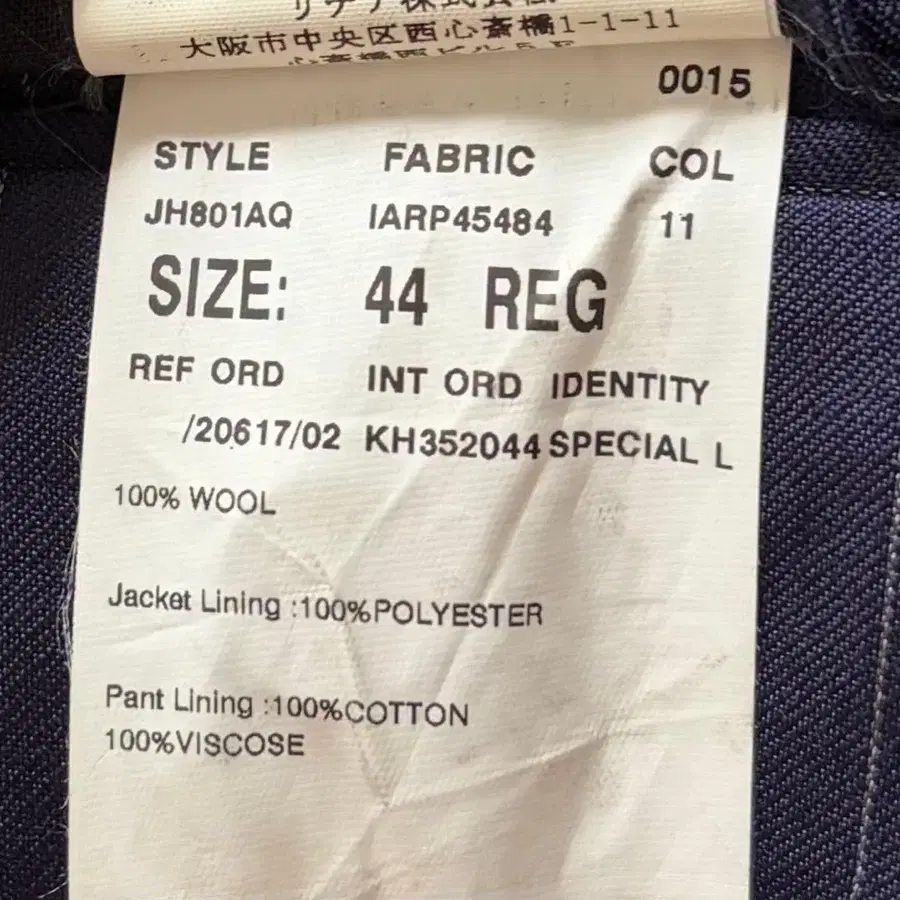 大阪市中央区西心斎橋1-1-11
0015
STYLE FABRIC COL
JH801AQ IARP45484 11
SIZE: 44 REG
REF ORD INT ORD IDENTITY
/20617/02 KH352044 SPECIAL L
100% WOOL
Jacket Lining :100%POLYESTER
Pant Lining :100%COTTON
100%VISCOSE